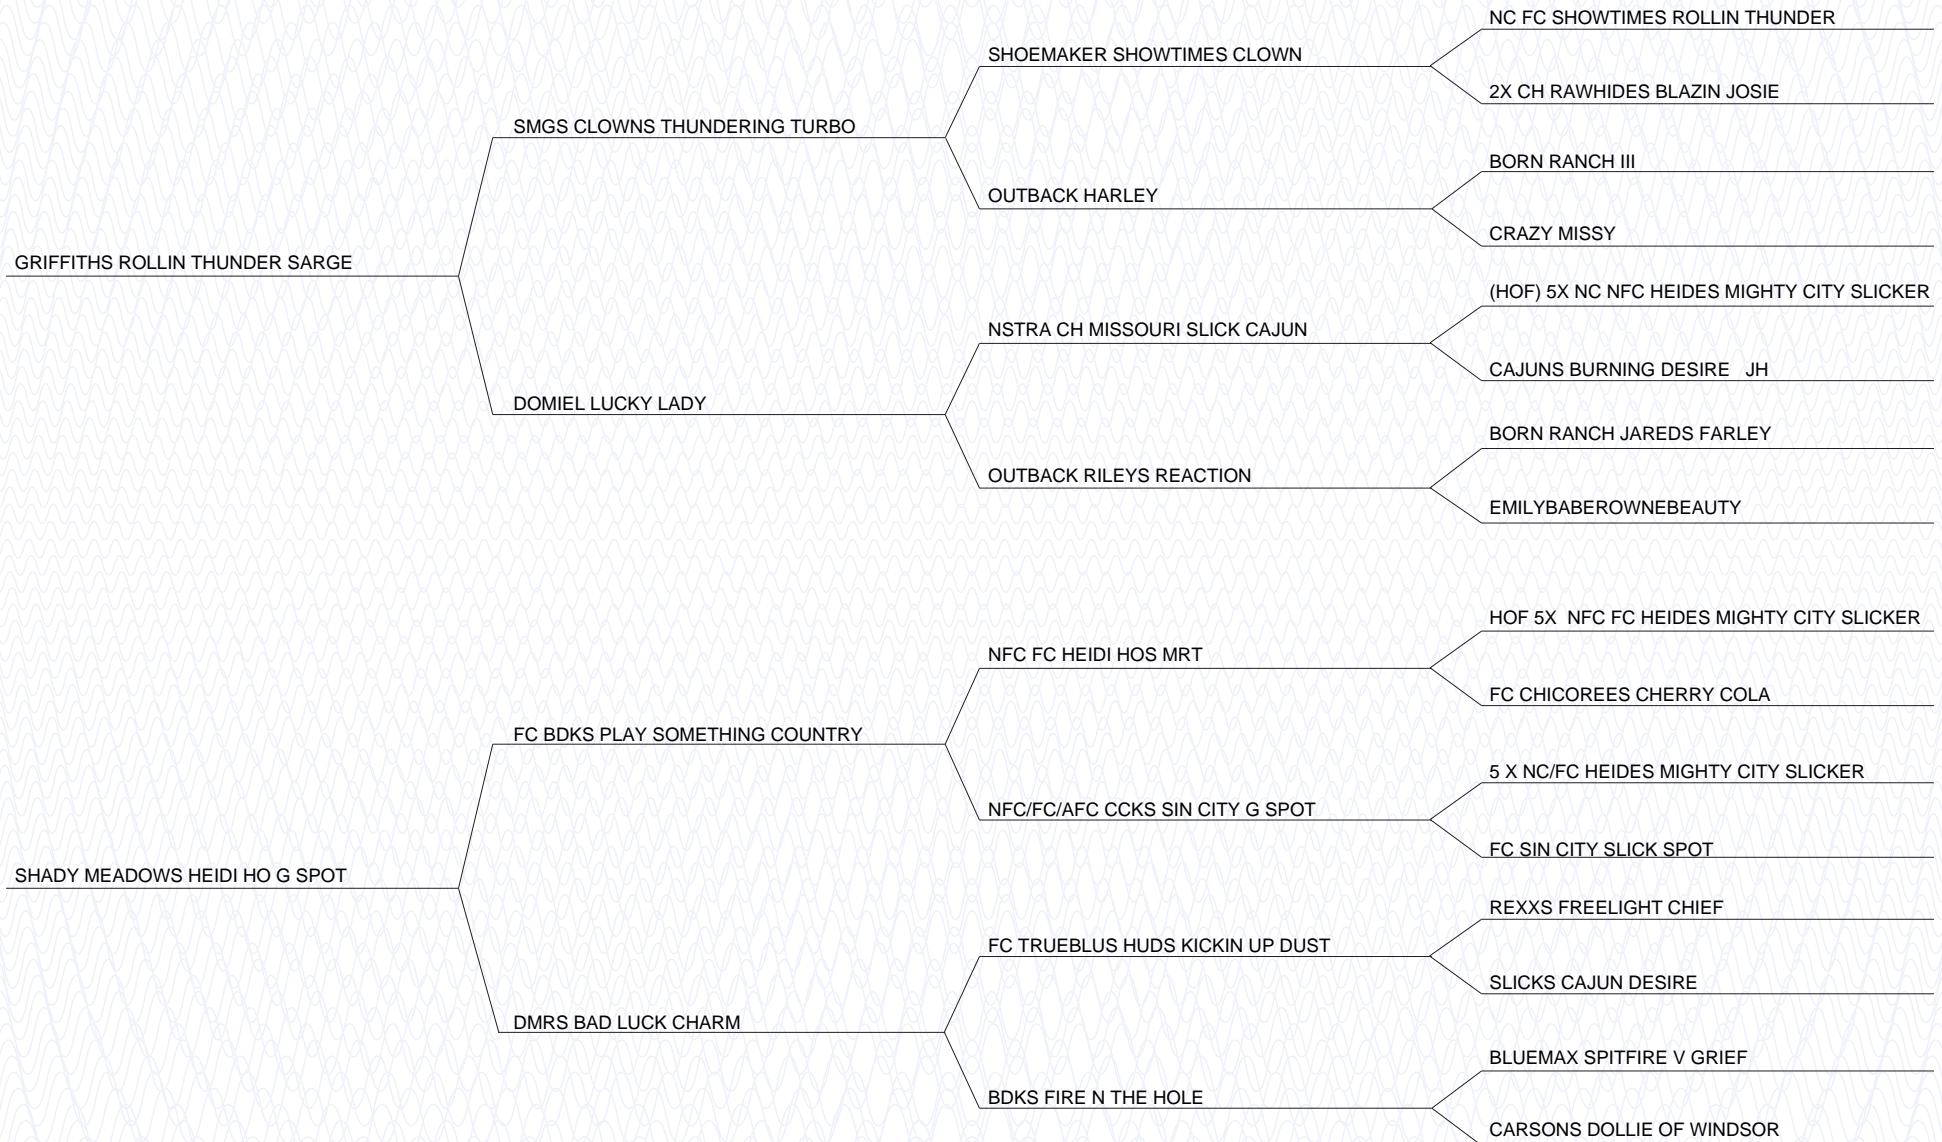 NC FC SHOWTIMES ROLLIN THUNDER
SHOEMAKER SHOWTIMES CLOWN
2X CH RAWHIDES BLAZIN JOSIE
SMGS CLOWNS THUNDERING TURBO
BORN RANCH III
OUTBACK HARLEY
CRAZY MISSY
GRIFFITHS ROLLIN THUNDER SARGE
(HOF) 5X NC NFC HEIDES MIGHTY CITY SLICKER
NSTRA CH MISSOURI SLICK CAJUN
CAJUNS BURNING DESIRE   JH
DOMIEL LUCKY LADY
BORN RANCH JAREDS FARLEY
OUTBACK RILEYS REACTION
EMILYBABEROWNEBEAUTY
HOF 5X  NFC FC HEIDES MIGHTY CITY SLICKER
NFC FC HEIDI HOS MRT
FC CHICOREES CHERRY COLA
FC BDKS PLAY SOMETHING COUNTRY
5 X NC/FC HEIDES MIGHTY CITY SLICKER
NFC/FC/AFC CCKS SIN CITY G SPOT
FC SIN CITY SLICK SPOT
SHADY MEADOWS HEIDI HO G SPOT
REXXS FREELIGHT CHIEF
FC TRUEBLUS HUDS KICKIN UP DUST
SLICKS CAJUN DESIRE
DMRS BAD LUCK CHARM
BLUEMAX SPITFIRE V GRIEF
BDKS FIRE N THE HOLE
CARSONS DOLLIE OF WINDSOR